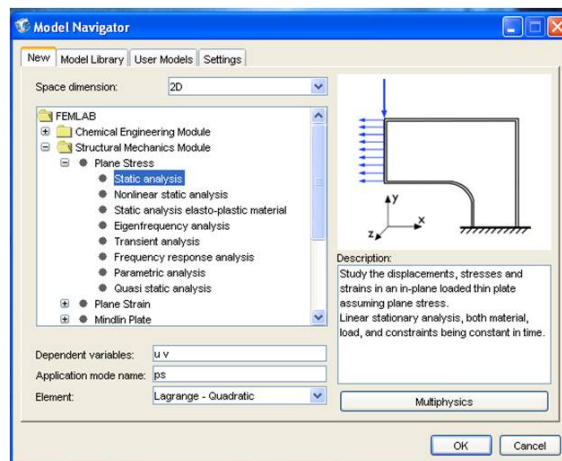 Model Navigator
New Model Library User Models Settings
Space dimension: 2D
FEMLAB
Chemical Engineering Module
Structural Mechanics Module
Plane Stress
Static analysis
Nonlinear static analysis
Static analysis elasto-plastic material
Eigenfrequency analysis
Transient analysis
Frequency response analysis
Parametric analysis
Quasi static analysis
Plane Strain
Mindlin Plate
Dependent variables: u v
Application mode name: ps
Element: Lagrange - Quadratic
y
x
z
Description:
Study the displacements, stresses and
strains in an in-plane loaded thin plate
assuming plane stress.
Linear stationary analysis, both material,
load, and constraints being constant in time.
Multiphysics
OK Cancel